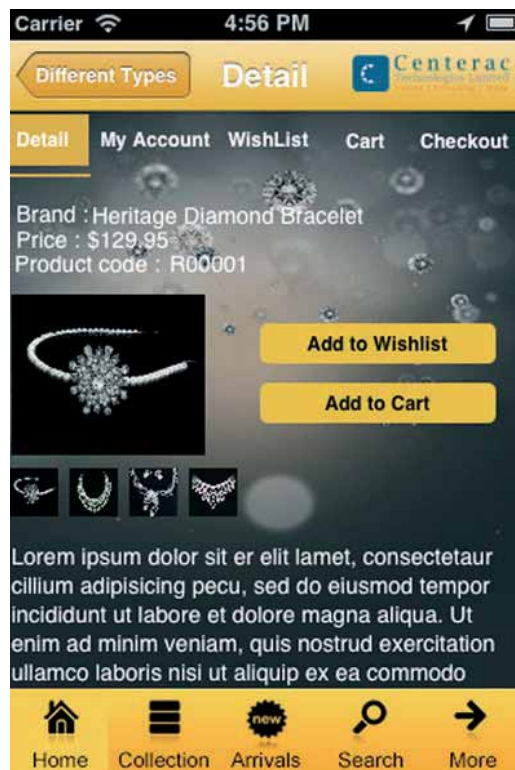 Carrier 4:56 PM
Different Types Detail Centerac
Technologies Limited
Detail My Account WishList Cart Checkout
Brand : Heritage Diamond Bracelet
Price : $129.95
Product code : R00001
Add to Wishlist
Add to Cart
Lorem ipsum dolor sit er elit lamet, consectetaur
cillium adipisicing pecu, sed do eiusmod tempor
incididunt ut labore et dolore magna aliqua. Ut
enim ad minim veniam, quis nostrud exercitation
ullamco laboris nisi ut aliquip ex ea commodo
new
Home Collection Arrivals Search More